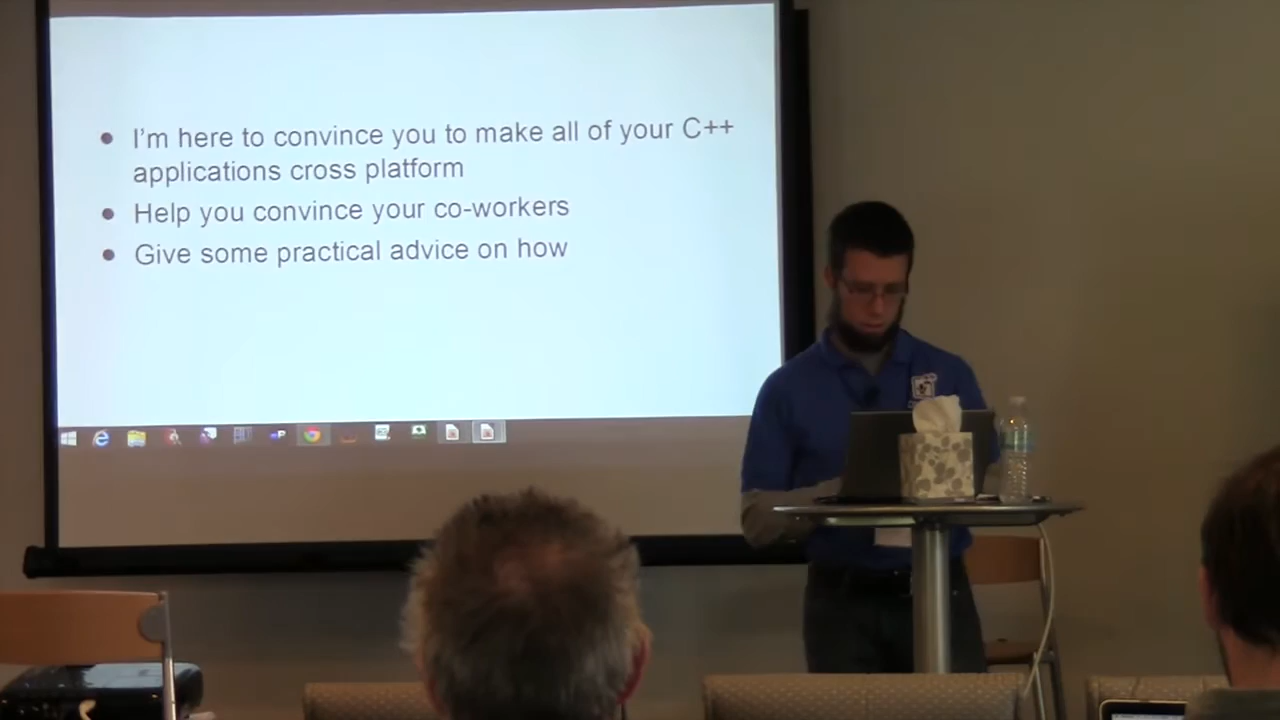 I'm here to convince you to make all of your C++
applications cross platform
Help you convince your co-workers
Give some practical advice on how